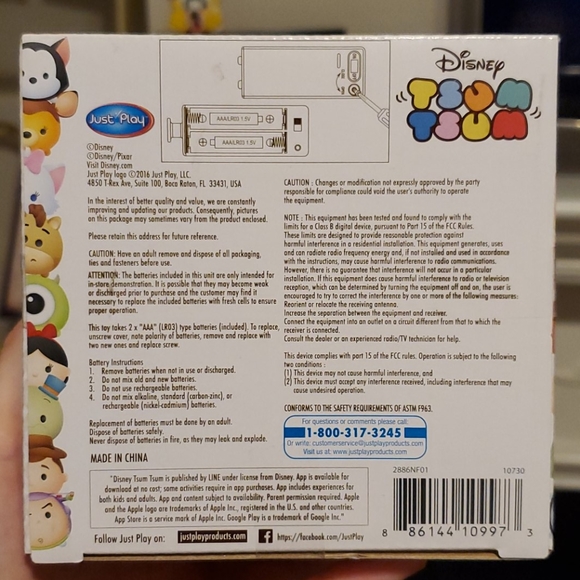 Disney
TSUM
TSUM
Just Play
AAA/LR03 1.5V
AAA/LR03 1.5V
©Disney
©Disney/Pixar
Visit Disney.com
Just Play logo ©2016 Just Play, LLC.
4850 T-Rex Ave, Suite 100, Boca Raton, FL 33431, USA
In the interest of better quality and value, we are constantly
improving and updating our products. Consequently, pictures
on this package may sometimes vary from the product enclosed.
Please retain this address for future reference.
CAUTION: Have an adult remove and dispose of all packaging,
ties and fasteners before use.
ATTENTION: The batteries included in this unit are only intended for
in-store demonstration. It is possible that they may become weak
or discharged prior to purchase and the customer may find it
necessary to replace the included batteries with fresh cells to ensure
proper operation.
This toy takes 2 x "AAA" (LR03) type batteries (included). To replace,
unscrew cover, note polarity of batteries, remove and replace with
two new ones and replace screw.
Battery Instructions
1. Remove batteries when not in use or discharged.
2. Do not mix old and new batteries.
3. Do not use rechargeable batteries.
4. Do not mix alkaline, standard (carbon-zinc), or
rechargeable (nickel-cadmium) batteries.
Replacement of batteries must be done by an adult.
Dispose of batteries safely.
Never dispose of batteries in fire, as they may leak and explode.
MADE IN CHINA
CAUTION : Changes or modification not expressly approved by the party
responsible for compliance could void the user's authority to operate
the equipment.
NOTE : This equipment has been tested and found to comply with the
limits for a Class B digital device, pursuant to Part 15 of the FCC Rules.
These limits are designed to provide reasonable protection against
harmful interference in a residential installation. This equipment generates, uses
and can radiate radio frequency energy and, if not installed and used in accordance
with the instructions, may cause harmful interference to radio communications.
However, there is no guarantee that interference will not occur in a particular
installation. If this equipment does cause harmful interference to radio or television
reception, which can be determined by turning the equipment off and on, the user is
encouraged to try to correct the interference by one or more of the following measures:
Reorient or relocate the receiving antenna.
Increase the separation between the equipment and receiver.
Connect the equipment into an outlet on a circuit different from that to which the
receiver is connected.
Consult the dealer or an experienced radio/TV technician for help.
This device complies with part 15 of the FCC rules. Operation is subject to the following
two conditions :
(1) This device may not cause harmful interference, and
(2) This device must accept any interference received, including interference that may
cause undesired operation.
CONFORMS TO THE SAFETY REQUIREMENTS OF ASTM F963.
For questions or comments please call:
1-800-317-3245
Or write: customerservice@justplayproducts.com
Visit us at: www.justplayproducts.com
"Disney Tsum Tsum is published by LINE under license from Disney. App is available for
download at no cost; some activities require in app purchases. App includes experiences for
both kids and adults. App and content subject to availability. Parent permission required. Apple
and the Apple logo are trademarks of Apple Inc., registered in the U.S. and other countries.
App Store is a service mark of Apple Inc. Google Play is a trademark of Google Inc."
2886NF01 10730
8 86144 10997 3
Follow Just Play on: justplayproducts.com f https://facebook.com/JustPlay